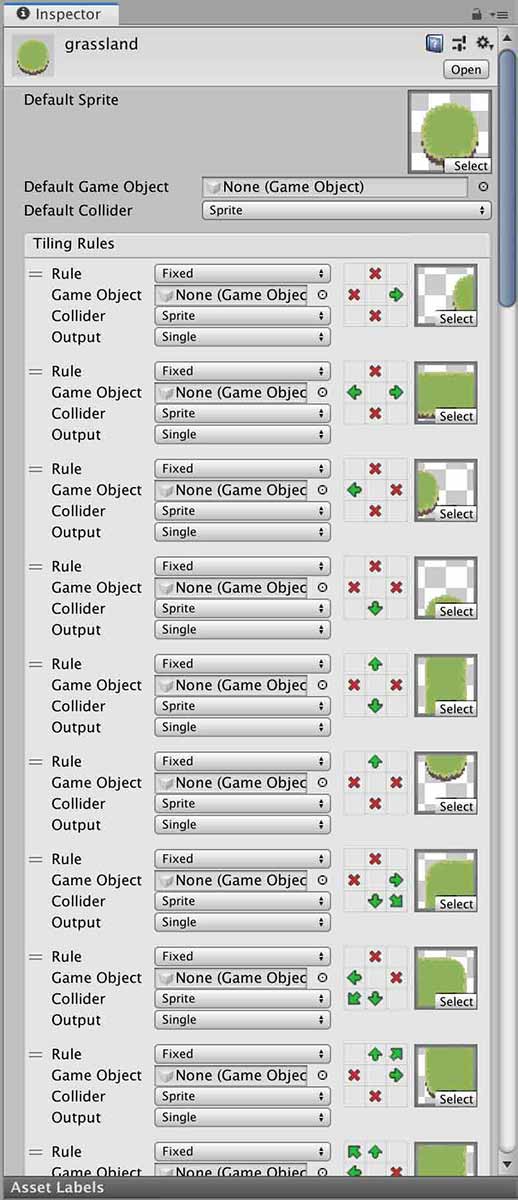 Inspector
grassland
Open
Default Sprite
Select
Default Game Object None (Game Object)
Default Collider Sprite
Tiling Rules
Rule Fixed
Game Object None (Game Objec
Collider Sprite Select
Output Single
Rule Fixed
Game Object None (Game Objec
Collider Sprite Select
Output Single
Rule Fixed
Game Object None (Game Objec
Collider Sprite Select
Output Single
Rule Fixed
Game Object None (Game Objec
Collider Sprite Select
Output Single
Rule Fixed
Game Object None (Game Objec
Collider Sprite Select
Output Single
Rule Fixed
Game Object None (Game Objec
Collider Sprite Select
Output Single
Rule Fixed
Game Object None (Game Objec
Collider Sprite Select
Output Single
Rule Fixed
Game Object None (Game Objec
Collider Sprite Select
Output Single
Rule Fixed
Game Object None (Game Objec
Collider Sprite Select
Output Single
Rule Fixed
Game Object None (Game Objec
Asset Labels